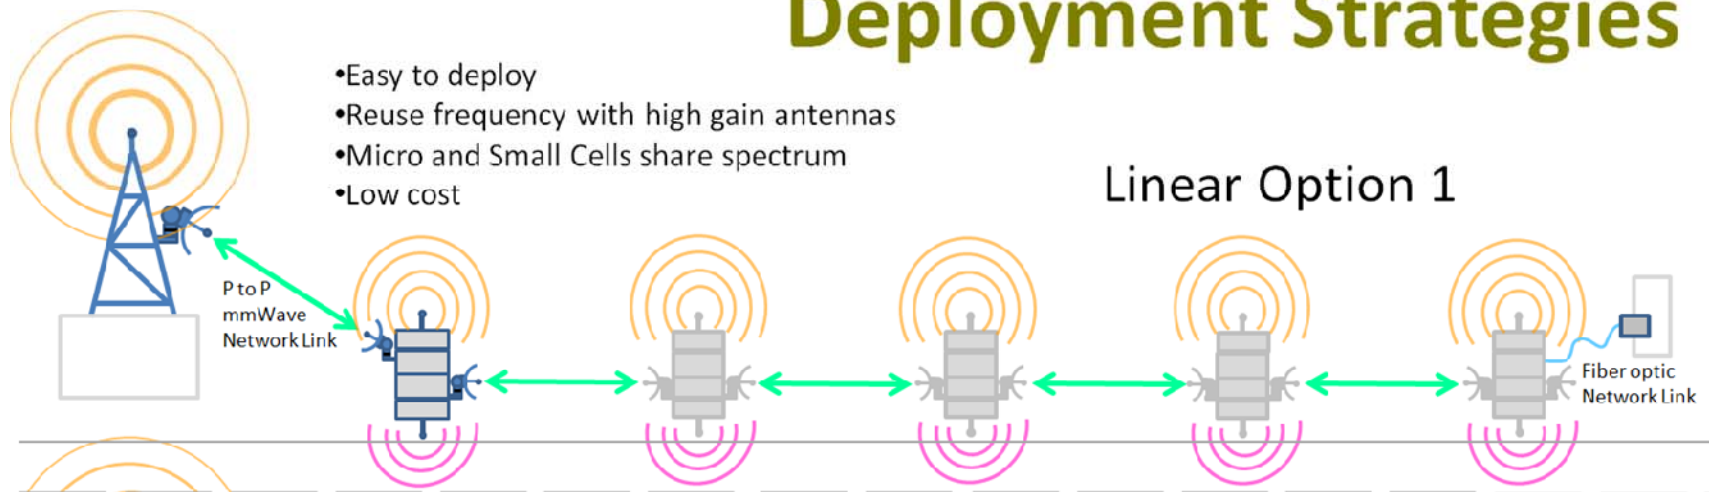 Deployment Strategies
•Easy to deploy
•Reuse frequency with high gain antennas
•Micro and Small Cells share spectrum
•Low cost
Linear Option 1
P to P
mmWave
Network Link
Fiber optic
Network Link